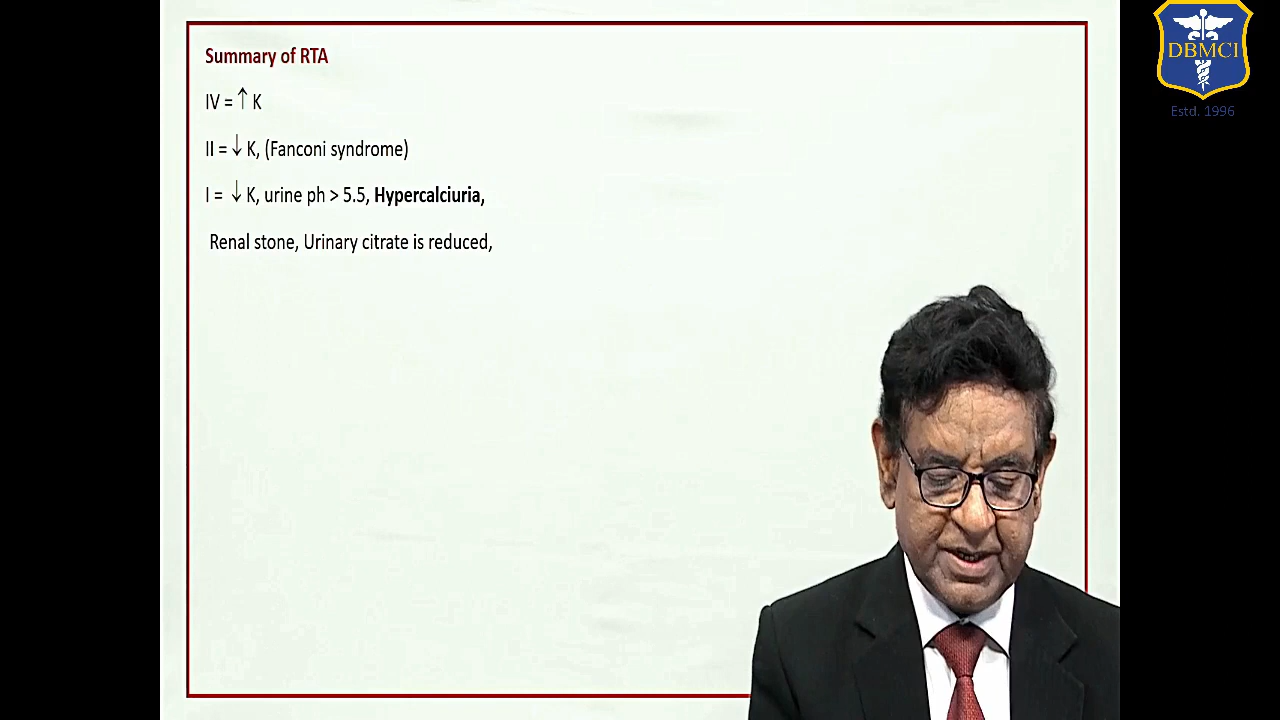 Summary of RTA
IV = ↑ K
II = ↓ K, (Fanconi syndrome)
I = ↓ K, urine ph > 5.5, Hypercalciuria,
Renal stone, Urinary citrate is reduced,
DBMCI
Estd. 1996